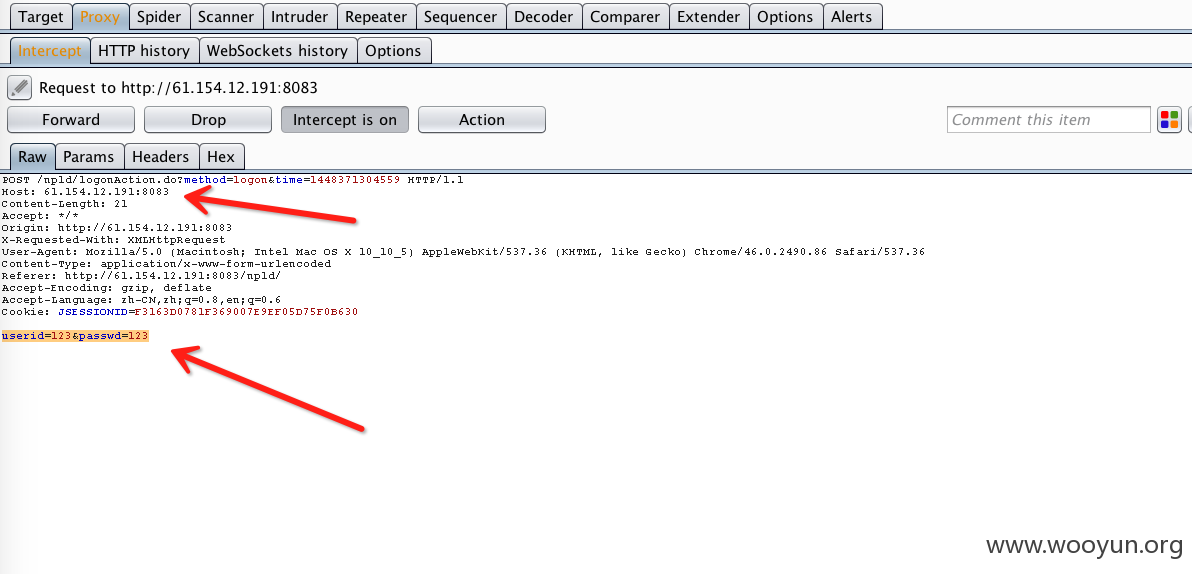 Target Proxy Spider Scanner Intruder Repeater Sequencer Decoder Comparer Extender Options Alerts
Intercept HTTP history WebSockets history Options
Request to http://61.154.12.191:8083
Forward Drop Intercept is on Action Comment this item
Raw Params Headers Hex
POST /npld/logonAction.do?method=logon&time=1448371304559 HTTP/1.1
Host: 61.154.12.191:8083
Content-Length: 21
Accept: */*
Origin: http://61.154.12.191:8083
X-Requested-With: XMLHttpRequest
User-Agent: Mozilla/5.0 (Macintosh; Intel Mac OS X 10_10_5) AppleWebKit/537.36 (KHTML, like Gecko) Chrome/46.0.2490.86 Safari/537.36
Content-Type: application/x-www-form-urlencoded
Referer: http://61.154.12.191:8083/npld/
Accept-Encoding: gzip, deflate
Accept-Language: zh-CN,zh;q=0.8,en;q=0.6
Cookie: JSESSIONID=F3163D0781F369007E9EF05D75F0B630
userid=123&passwd=123
www.wooyun.org